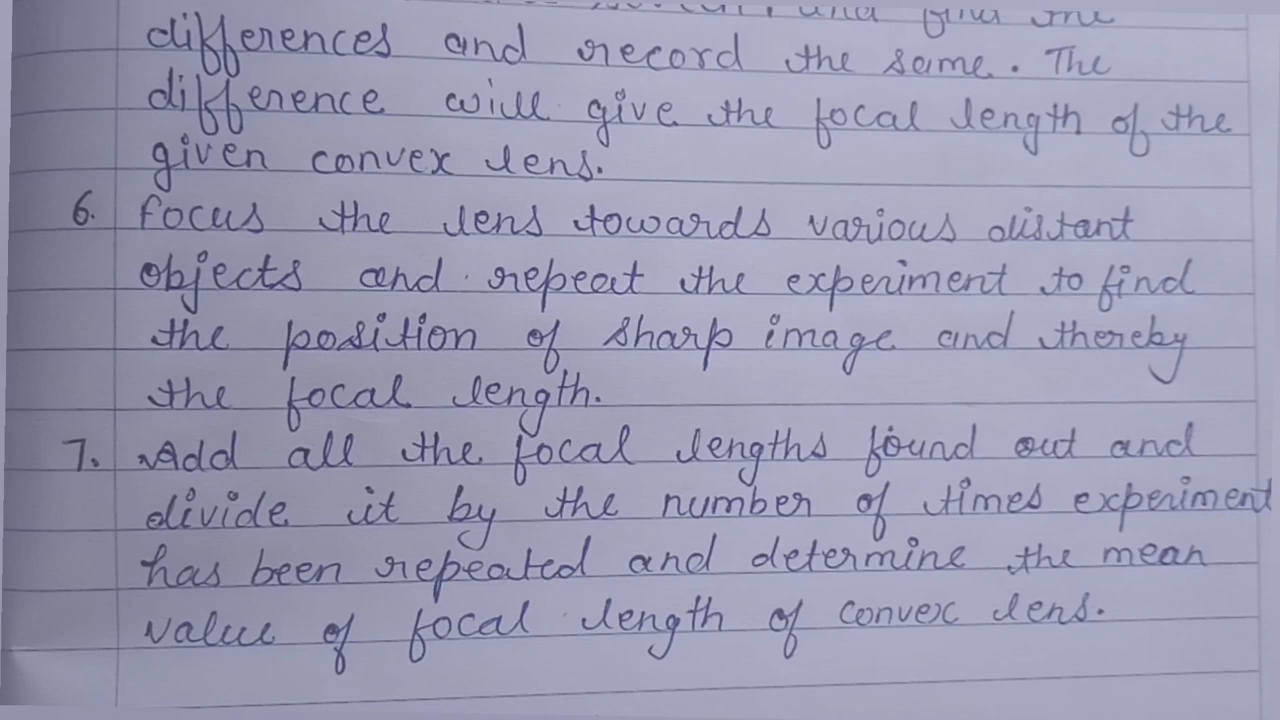 and find the
differences and record the same. The
difference will give the focal length of the
given convex lens.
6. focus the lens towards various distant
objects and repeat the experiment to find
the position of sharp image and thereby
the focal length.
7. Add all the focal lengths found out and
divide it by the number of times experiment
has been repeated and determine the mean
value of focal length of convex lens.